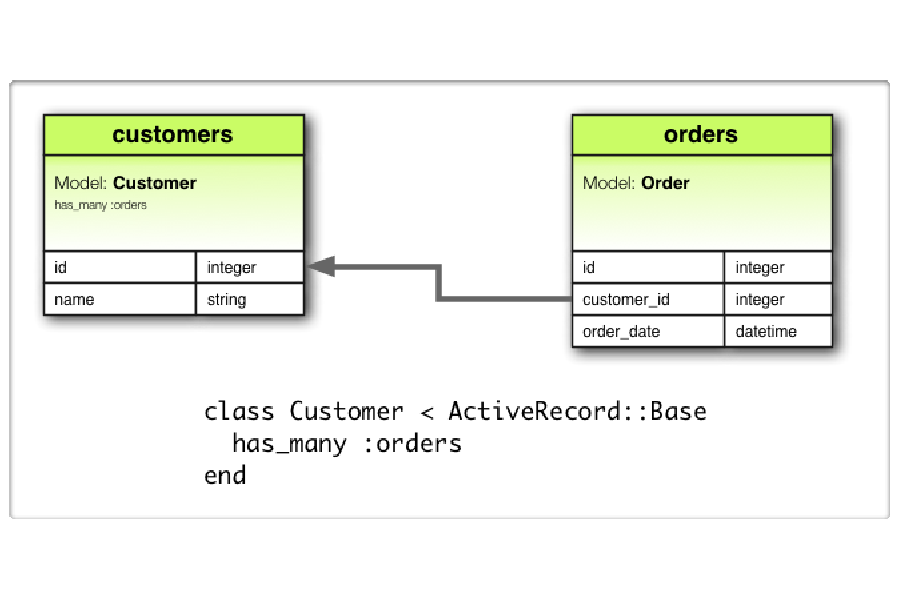 customers
Model: Customer
has_many :orders
id integer
name string
orders
Model: Order
id integer
customer_id integer
order_date datetime
class Customer < ActiveRecord::Base
  has_many :orders
end